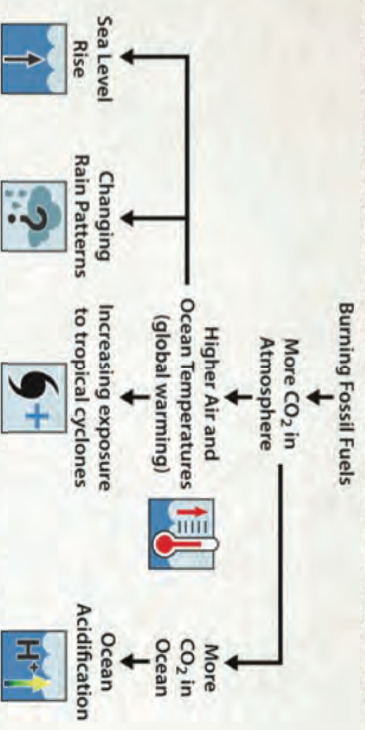 Burning Fossil Fuels
More CO₂ in
Atmosphere
Higher Air and
Ocean Temperatures
(global warming)
More
CO₂ in
Ocean
Sea Level
Rise
Changing
Rain Patterns
?
Increasing exposure
to tropical cyclones
+
Ocean
Acidification
H+